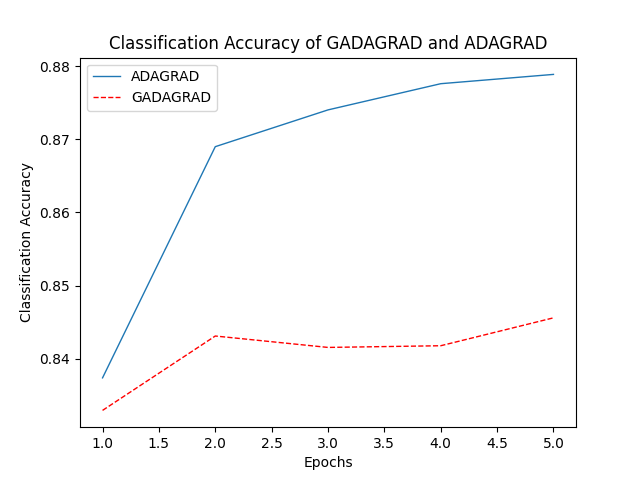 Classification Accuracy of GADAGRAD and ADAGRAD
ADAGRAD
GADAGRAD
Classification Accuracy
0.88
0.87
0.86
0.85
0.84
1.0 1.5 2.0 2.5 3.0 3.5 4.0 4.5 5.0
Epochs